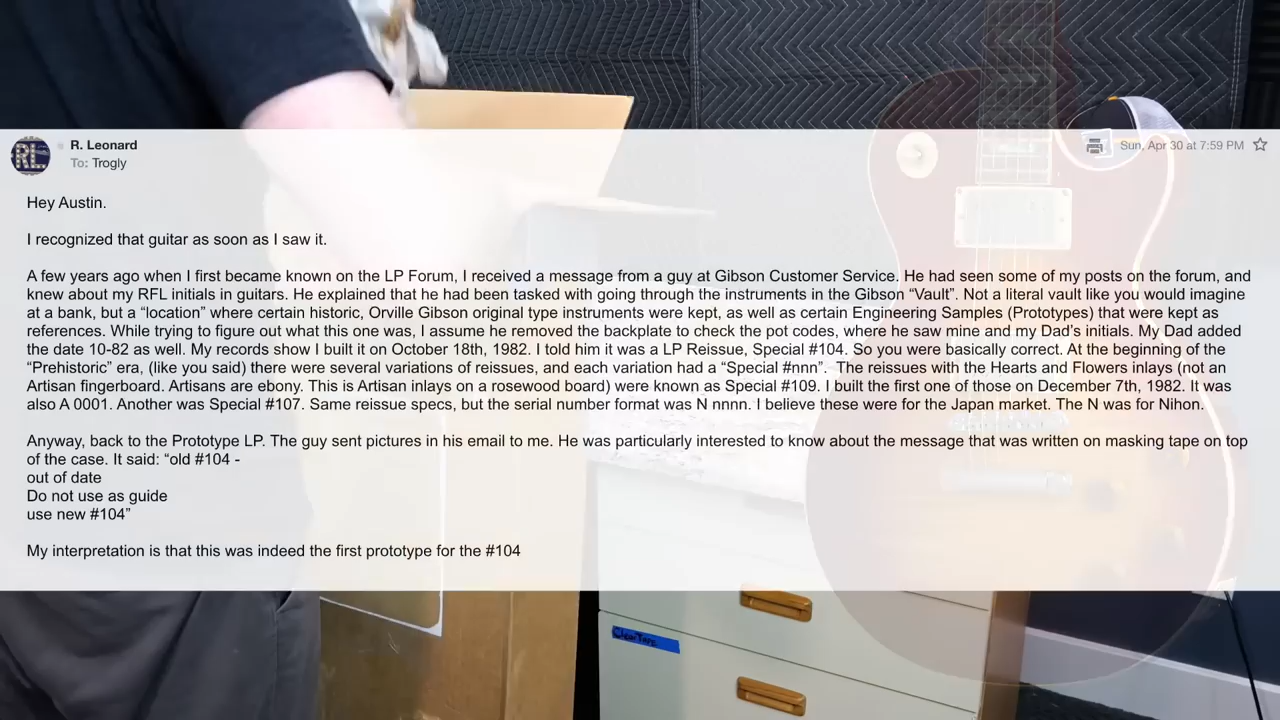 RL
R. Leonard
To: Trogly
Sun, Apr 30 at 7:59 PM
Hey Austin.
I recognized that guitar as soon as I saw it.
A few years ago when I first became known on the LP Forum, I received a message from a guy at Gibson Customer Service. He had seen some of my posts on the forum, and
knew about my RFL initials in guitars. He explained that he had been tasked with going through the instruments in the Gibson “Vault”. Not a literal vault like you would imagine
at a bank, but a “location” where certain historic, Orville Gibson original type instruments were kept, as well as certain Engineering Samples (Prototypes) that were kept as
references. While trying to figure out what this one was, I assume he removed the backplate to check the pot codes, where he saw mine and my Dad’s initials. My Dad added
the date 10-82 as well. My records show I built it on October 18th, 1982. I told him it was a LP Reissue, Special #104. So you were basically correct. At the beginning of the
“Prehistoric” era, (like you said) there were several variations of reissues, and each variation had a “Special #nnn”. The reissues with the Hearts and Flowers inlays (not an
Artisan fingerboard. Artisans are ebony. This is Artisan inlays on a rosewood board) were known as Special #109. I built the first one of those on December 7th, 1982. It was
also A 0001. Another was Special #107. Same reissue specs, but the serial number format was N nnnn. I believe these were for the Japan market. The N was for Nihon.
Anyway, back to the Prototype LP. The guy sent pictures in his email to me. He was particularly interested to know about the message that was written on masking tape on top
of the case. It said: “old #104 -
out of date
Do not use as guide
use new #104”
My interpretation is that this was indeed the first prototype for the #104
Clear Tape